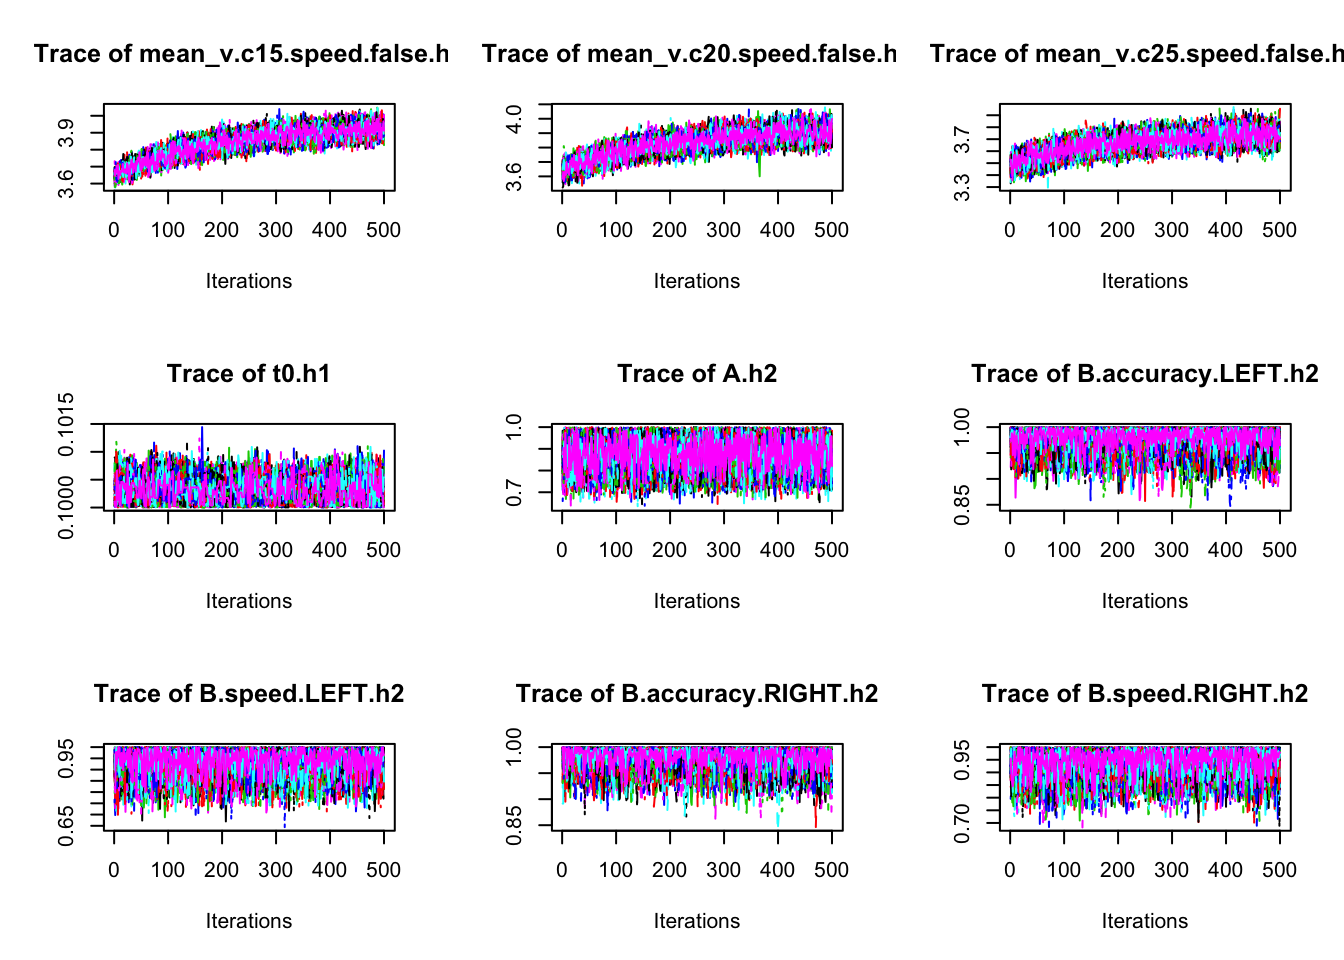 Trace of mean_v.c15.speed.false.h
3.9
3.6
0 100 200 300 400 500
Iterations
Trace of mean_v.c20.speed.false.h
4.0
3.6
0 100 200 300 400 500
Iterations
Trace of mean_v.c25.speed.false.h
3.7
3.3
0 100 200 300 400 500
Iterations
Trace of t0.h1
0.1015
0.1000
0 100 200 300 400 500
Iterations
Trace of A.h2
1.0
0.7
0 100 200 300 400 500
Iterations
Trace of B.accuracy.LEFT.h2
1.00
0.85
0 100 200 300 400 500
Iterations
Trace of B.speed.LEFT.h2
0.95
0.65
0 100 200 300 400 500
Iterations
Trace of B.accuracy.RIGHT.h2
1.00
0.85
0 100 200 300 400 500
Iterations
Trace of B.speed.RIGHT.h2
0.95
0.70
0 100 200 300 400 500
Iterations